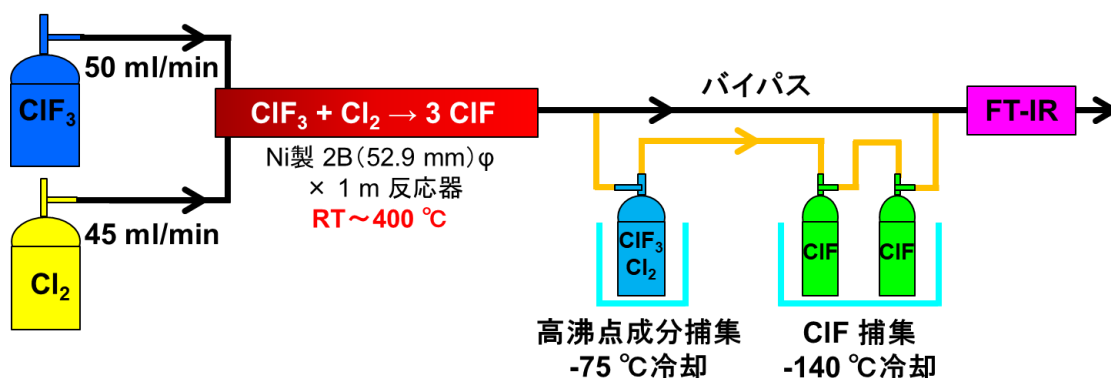 50 ml/min
ClF₃
45 ml/min
Cl₂
ClF₃ + Cl₂ → 3 ClF
Ni製 2B(52.9 mm)φ
× 1 m 反応器
RT～400 ℃
バイパス
FT-IR
ClF₃
Cl₂
ClF
ClF
高沸点成分捕集
-75 ℃冷却
ClF 捕集
-140 ℃冷却